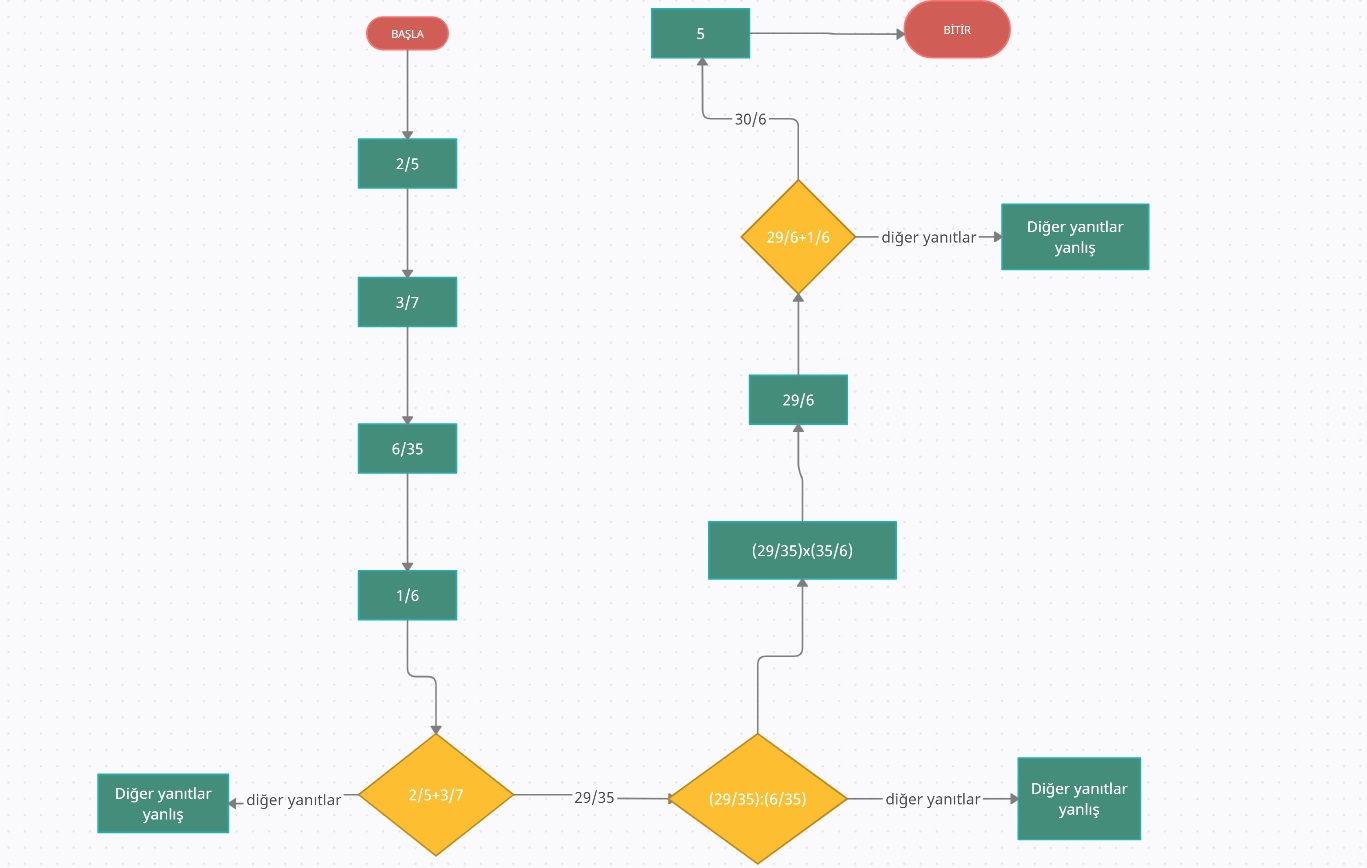 BAŞLA
2/5
3/7
6/35
1/6
2/5+3/7
diğer yanıtlar
Diğer yanıtlar
yanlış
29/35
(29/35):(6/35)
diğer yanıtlar
Diğer yanıtlar
yanlış
(29/35)x(35/6)
29/6
29/6+1/6
diğer yanıtlar
Diğer yanıtlar
yanlış
30/6
5
BİTİR